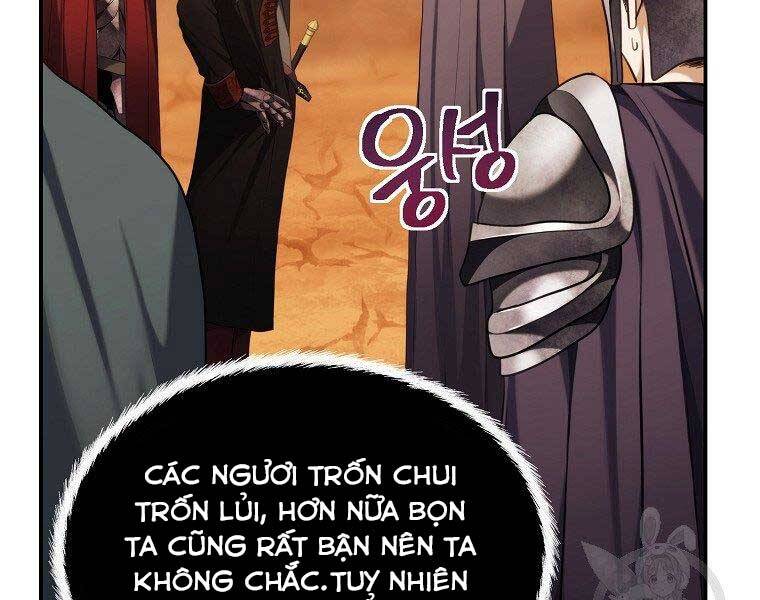 웅성
CÁC NGƯƠI TRỐN CHUI
TRỐN LỦI, HƠN NỮA BỌN
TA CŨNG RẤT BẬN NÊN TA
KHÔNG CHẮC.TUY NHIÊN